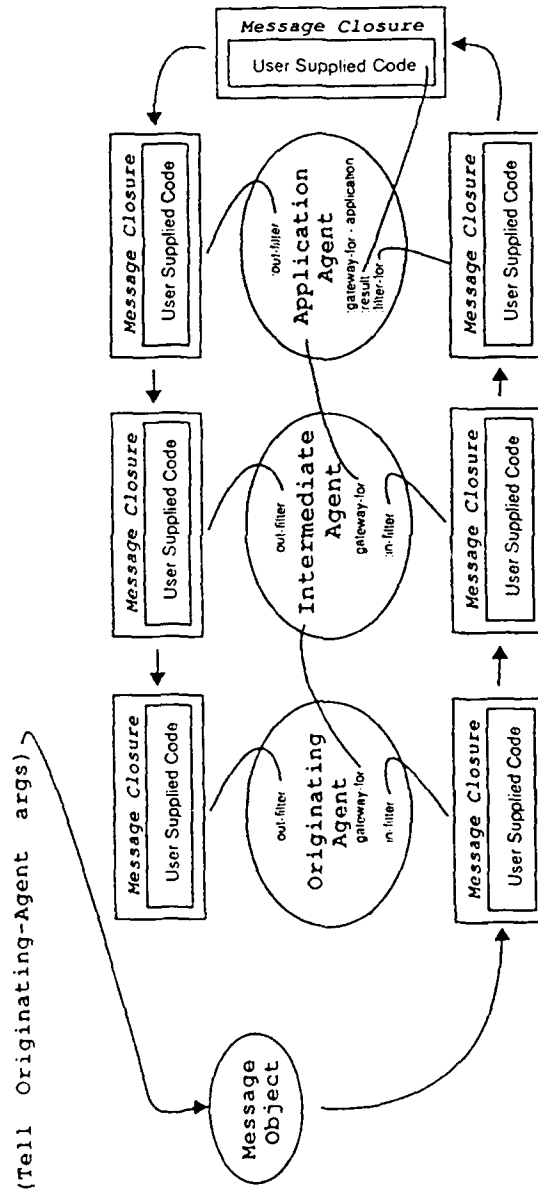 (Tell Originating-Agent args)
Message Closure
User Supplied Code
Message Closure
User Supplied Code
Message Closure
User Supplied Code
Message Closure
User Supplied Code
out-filter
Originating
Agent
gateway-for
in-filter
out-filter
Intermediate
Agent
gateway-for
:in-filter
:out-filter
Application
Agent
:gateway-for - application
:result
:filter-for
Message
Object
Message Closure
User Supplied Code
Message Closure
User Supplied Code
Message Closure
User Supplied Code